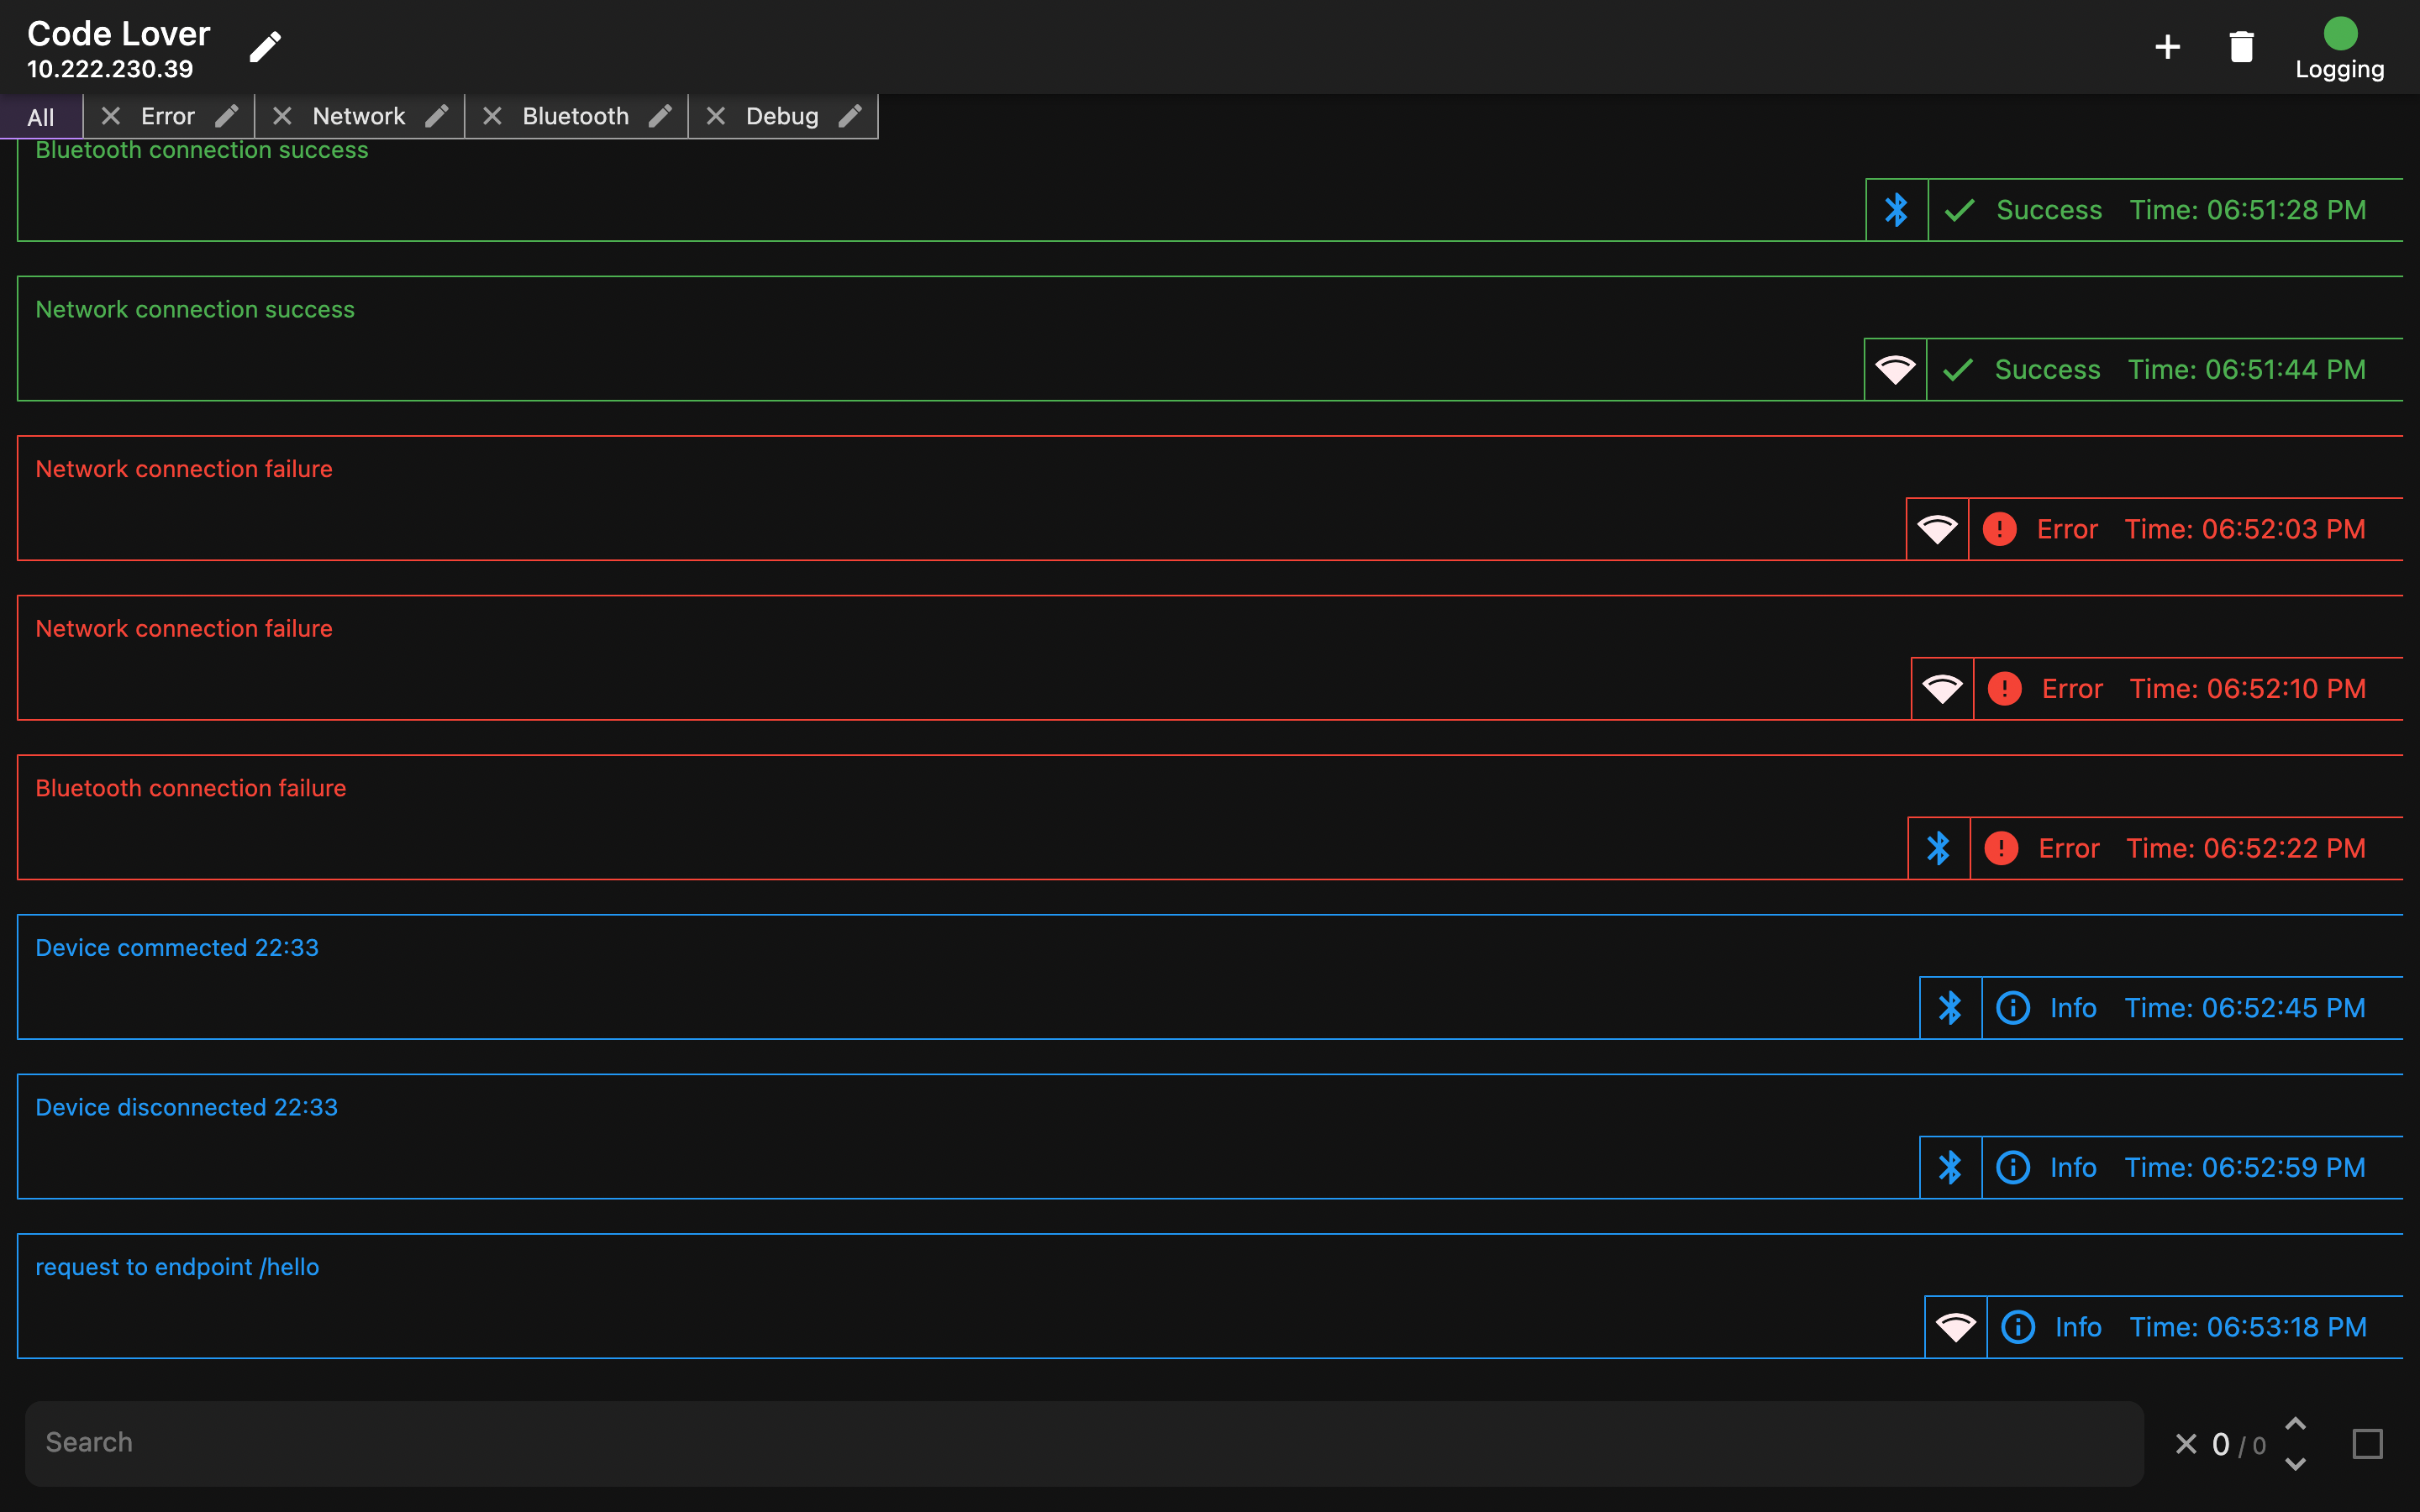 Code Lover
10.222.230.39
Logging
All
Error
Network
Bluetooth
Debug
Bluetooth connection success
Success Time: 06:51:28 PM
Network connection success
Success Time: 06:51:44 PM
Network connection failure
Error Time: 06:52:03 PM
Network connection failure
Error Time: 06:52:10 PM
Bluetooth connection failure
Error Time: 06:52:22 PM
Device commected 22:33
Info Time: 06:52:45 PM
Device disconnected 22:33
Info Time: 06:52:59 PM
request to endpoint /hello
Info Time: 06:53:18 PM
Search
0 / 0